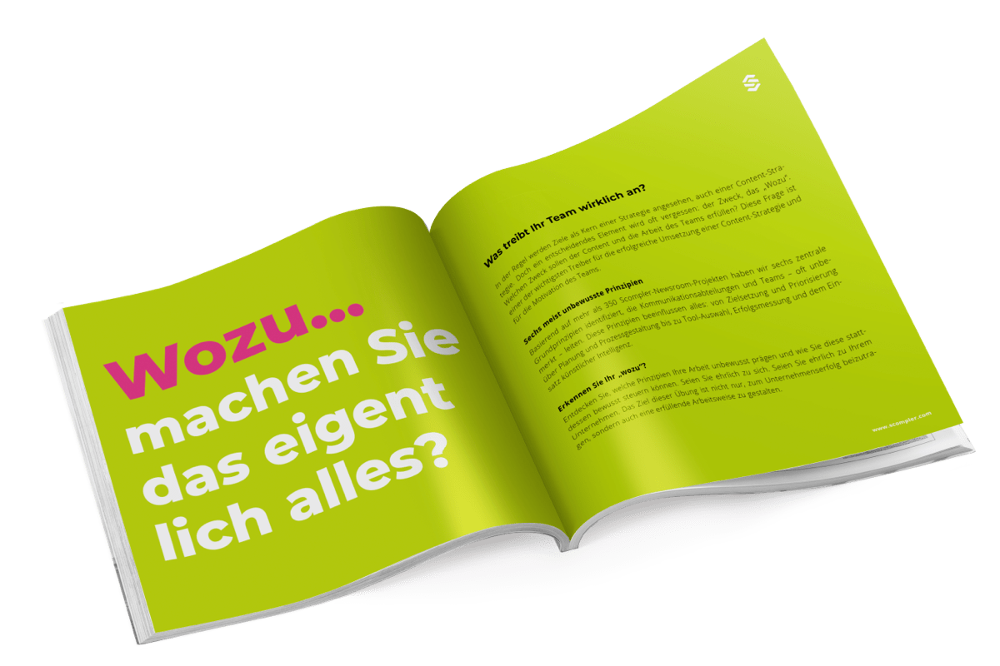 Wozu...
machen Sie
das eigent
lich alles?
Was treibt Ihr Team wirklich an?
In der Regel werden Ziele als Kern einer Strategie angesehen, auch einer Content-Stra-
tegie. Doch ein entscheidendes Element wird oft vergessen: der Zweck, das „Wozu“.
Welchen Zweck sollen der Content und die Arbeit des Teams erfüllen? Diese Frage ist
einer der wichtigsten Treiber für die erfolgreiche Umsetzung einer Content-Strategie und
für die Motivation des Teams.
Sechs meist unbewusste Prinzipien
Basierend auf mehr als 350 Scompler-Newsroom-Projekten haben wir sechs zentrale
Grundprinzipien identifiziert, die Kommunikationsabteilungen und Teams – oft unbe-
merkt – leiten. Diese Prinzipien beeinflussen alles: von Zielsetzung und Priorisierung
über Planung und Prozessgestaltung bis zu Tool-Auswahl, Erfolgsmessung und dem Ein-
satz künstlicher Intelligenz.
Erkennen Sie Ihr „wozu“?
Entdecken Sie, welche Prinzipien Ihre Arbeit unbewusst prägen und wie Sie diese statt-
dessen bewusst steuern können. Seien Sie ehrlich zu sich. Seien Sie ehrlich zu Ihrem
Unternehmen. Das Ziel dieser Übung ist nicht nur, zum Unternehmenserfolg beizutra-
gen, sondern auch eine erfüllende Arbeitsweise zu gestalten.
www.scompler.com